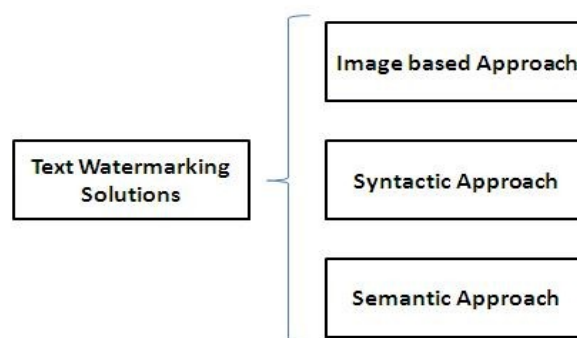 Image based Approach
Text Watermarking
Solutions
Syntactic Approach
Semantic Approach